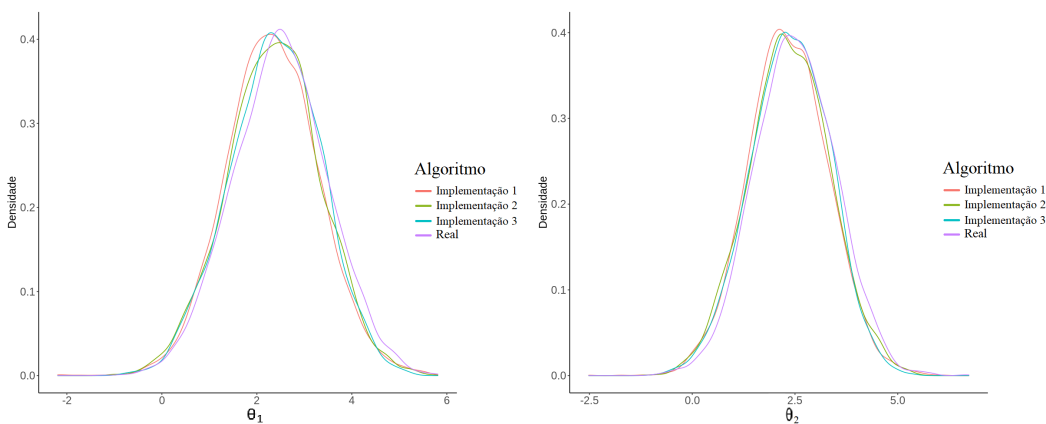 0.4
0.3
0.2
0.1
0.0
Densidade
-2
0
2
4
6
θ1
Algoritmo
Implementação 1
Implementação 2
Implementação 3
Real
0.4
0.3
0.2
0.1
0.0
Densidade
-2.5
0.0
2.5
5.0
θ2
Algoritmo
Implementação 1
Implementação 2
Implementação 3
Real